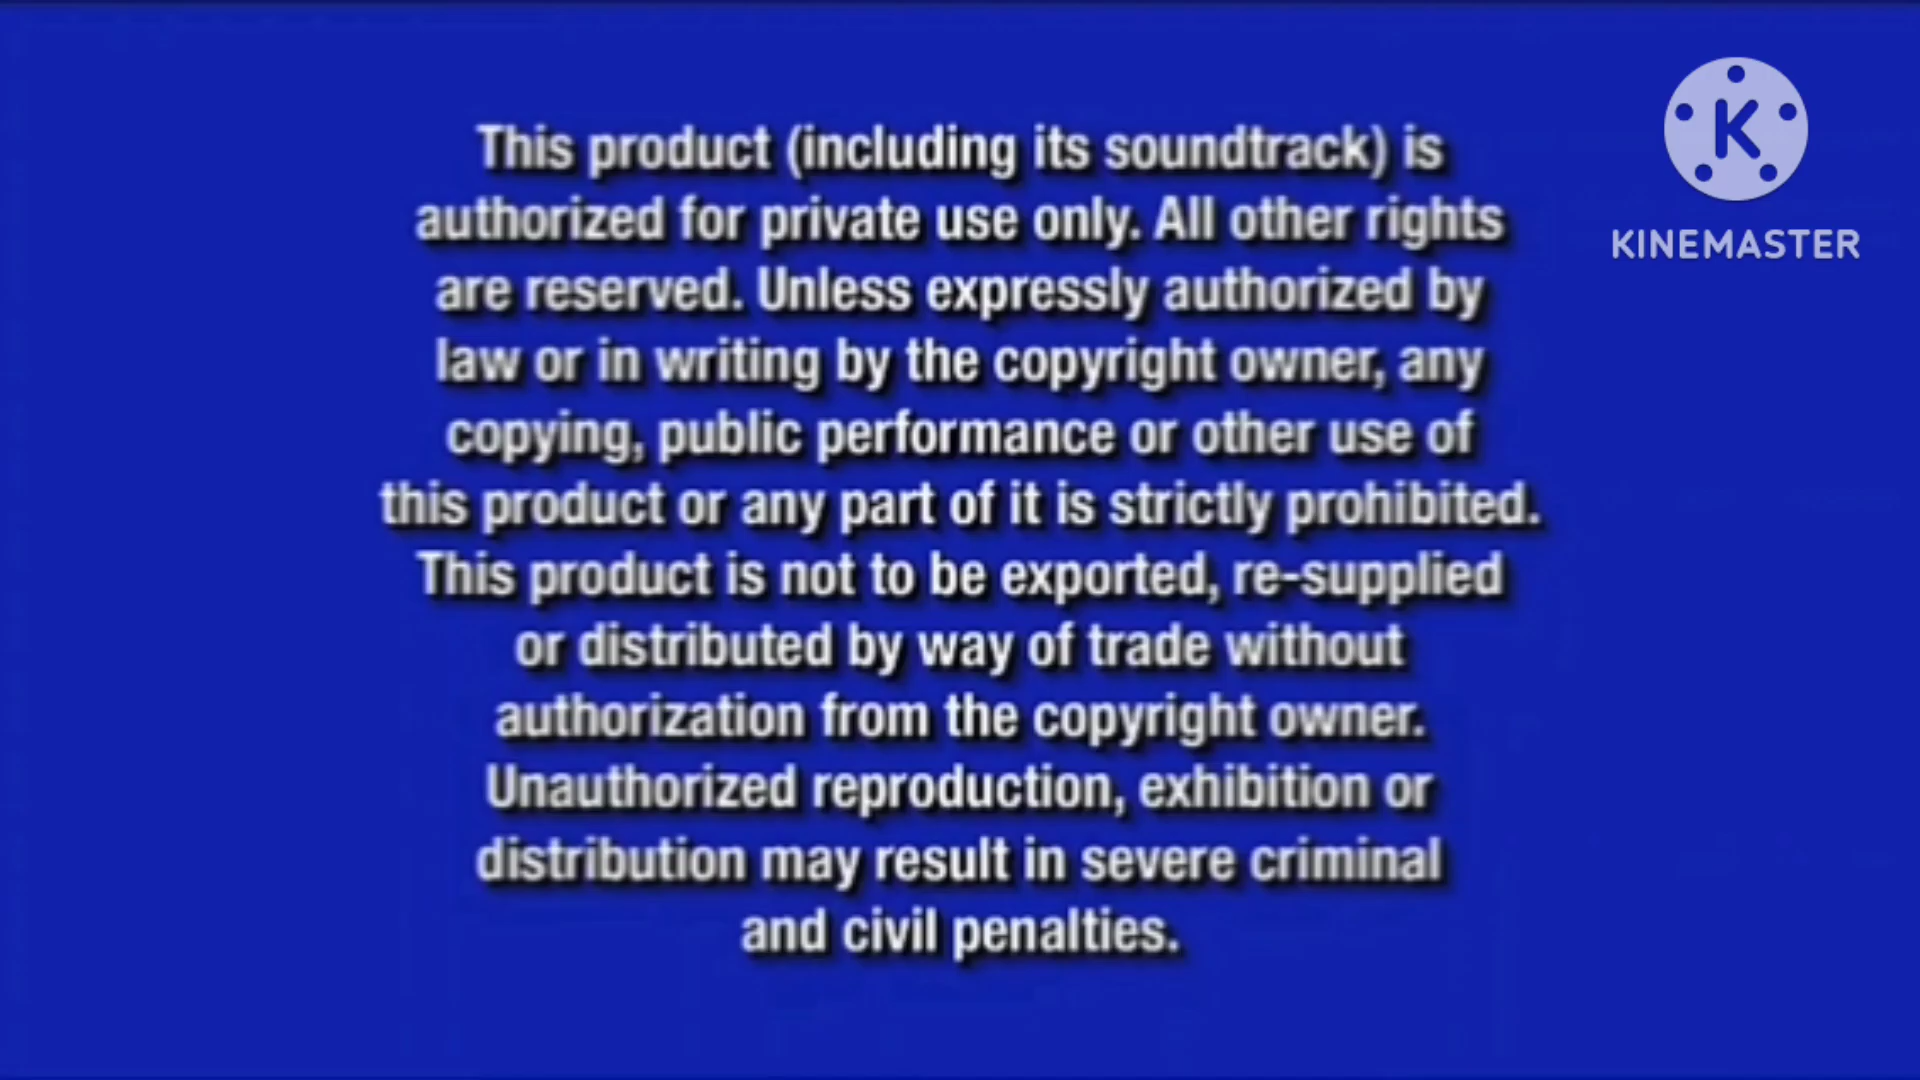 This product (including its soundtrack) is
authorized for private use only. All other rights
are reserved. Unless expressly authorized by
law or in writing by the copyright owner, any
copying, public performance or other use of
this product or any part of it is strictly prohibited.
This product is not to be exported, re-supplied
or distributed by way of trade without
authorization from the copyright owner.
Unauthorized reproduction, exhibition or
distribution may result in severe criminal
and civil penalties.
K
KINEMASTER